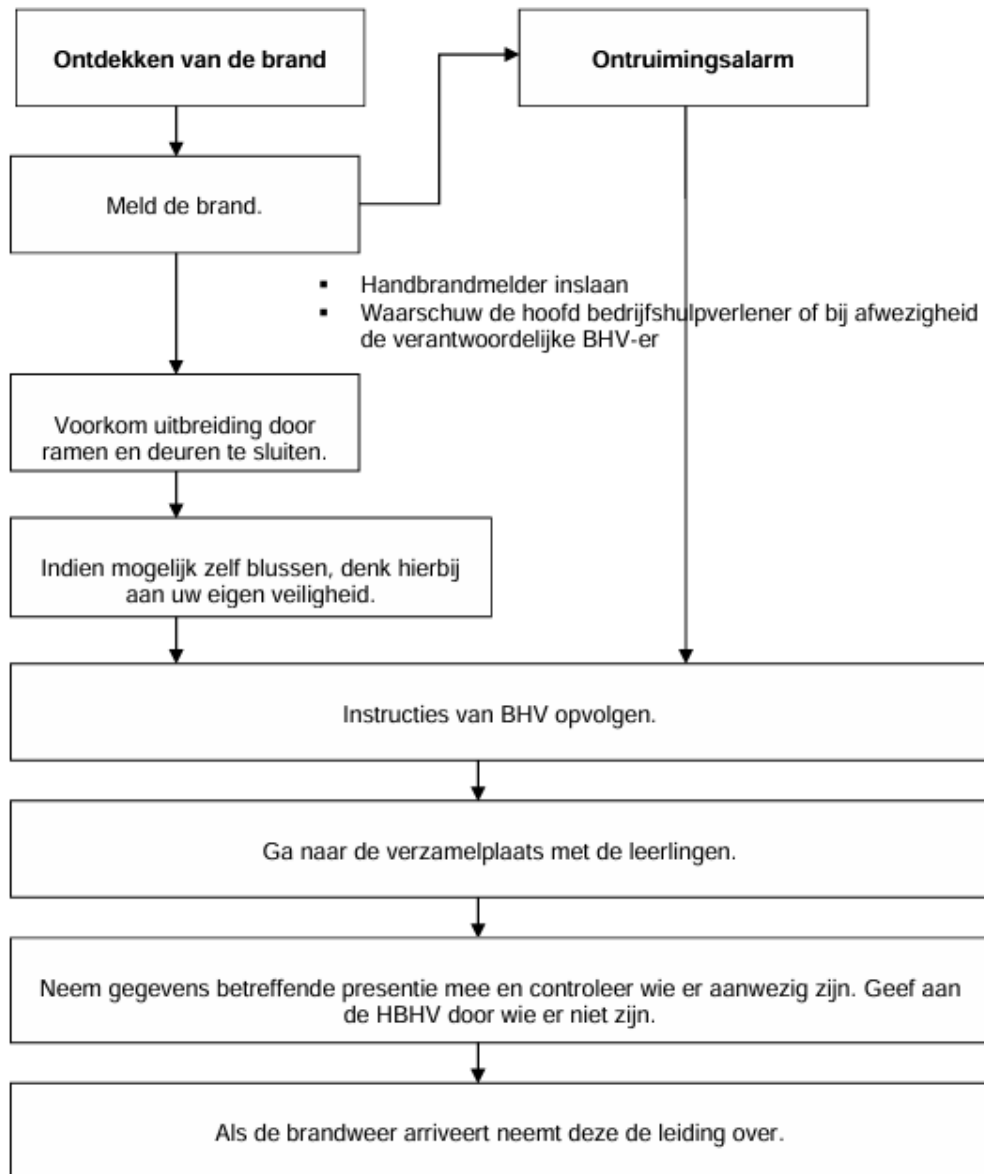 Ontdekken van de brand
Ontruimingsalarm
Meld de brand.
▪ Handbrandmelder inslaan
▪ Waarschuw de hoofd bedrijfshulpverlener of bij afwezigheid
de verantwoordelijke BHV-er
Voorkom uitbreiding door
ramen en deuren te sluiten.
Indien mogelijk zelf blussen, denk hierbij
aan uw eigen veiligheid.
Instructies van BHV opvolgen.
Ga naar de verzamelplaats met de leerlingen.
Neem gegevens betreffende presentie mee en controleer wie er aanwezig zijn. Geef aan
de HBHV door wie er niet zijn.
Als de brandweer arriveert neemt deze de leiding over.